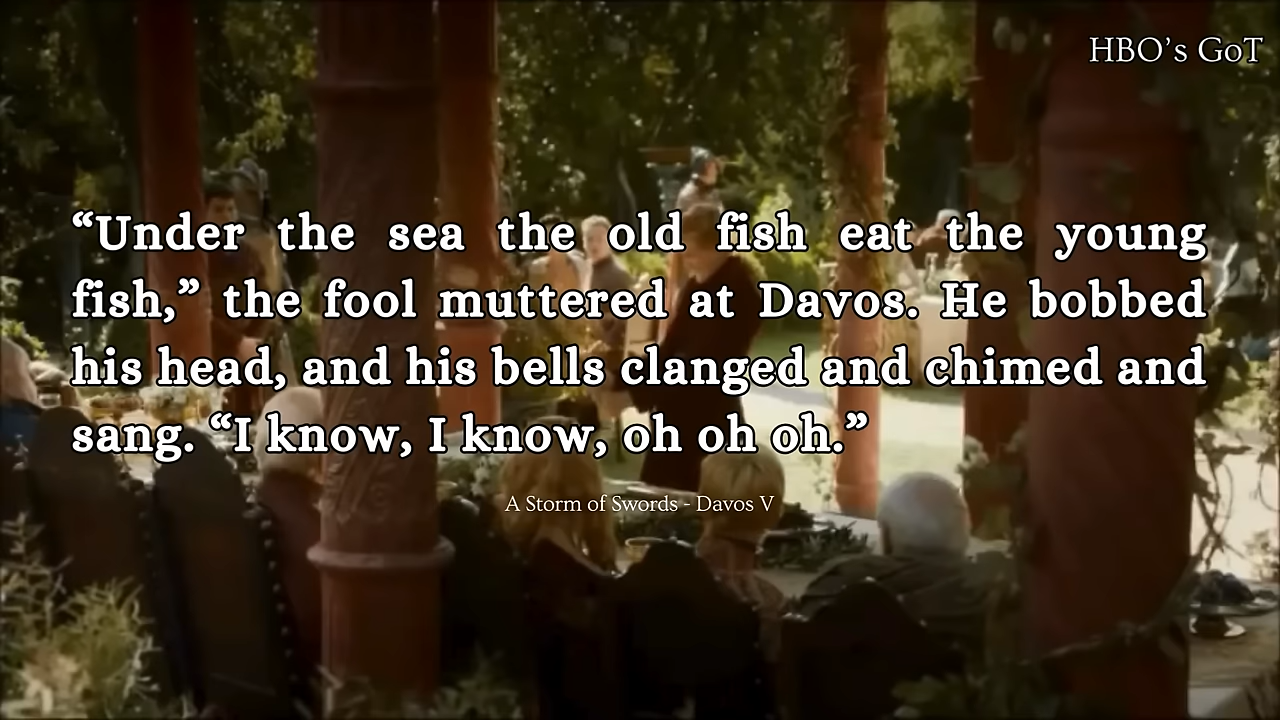 HBO’s GoT
“Under the sea the old fish eat the young
fish,” the fool muttered at Davos. He bobbed
his head, and his bells clanged and chimed and
sang. “I know, I know, oh oh oh.”
A Storm of Swords - Davos V